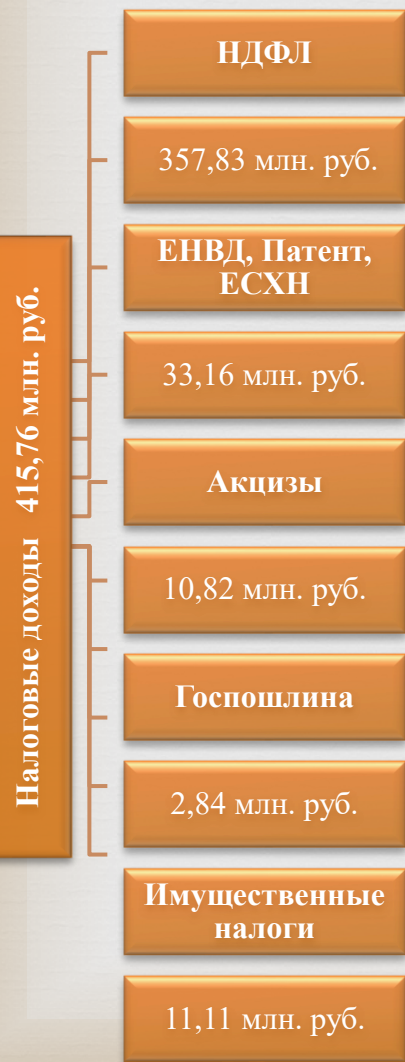 Налоговые доходы 415,76 млн. руб.
НДФЛ
357,83 млн. руб.
ЕНВД, Патент,
ЕСХН
33,16 млн. руб.
Акцизы
10,82 млн. руб.
Госпошлина
2,84 млн. руб.
Имущественные
налоги
11,11 млн. руб.